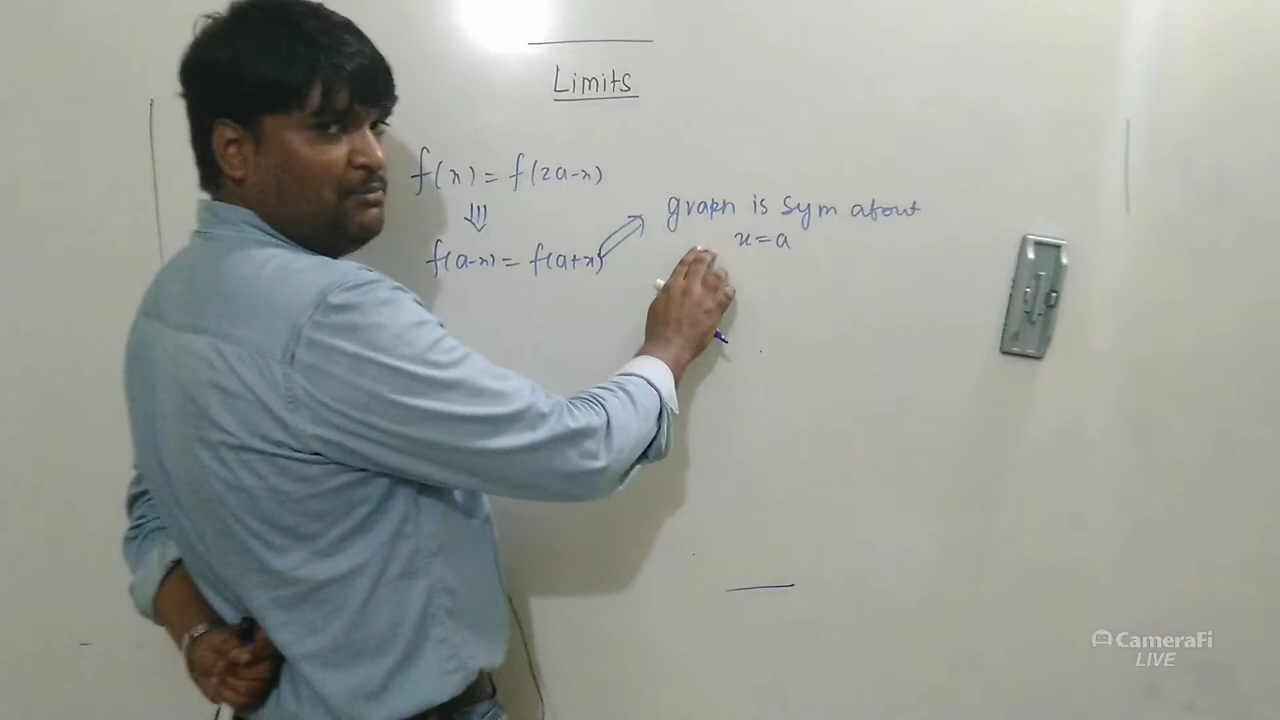 Limits
f(x) = f(2a-x)
⇓
f(a-x) = f(a+x)
graph is sym about
x=a
CameraFi
LIVE